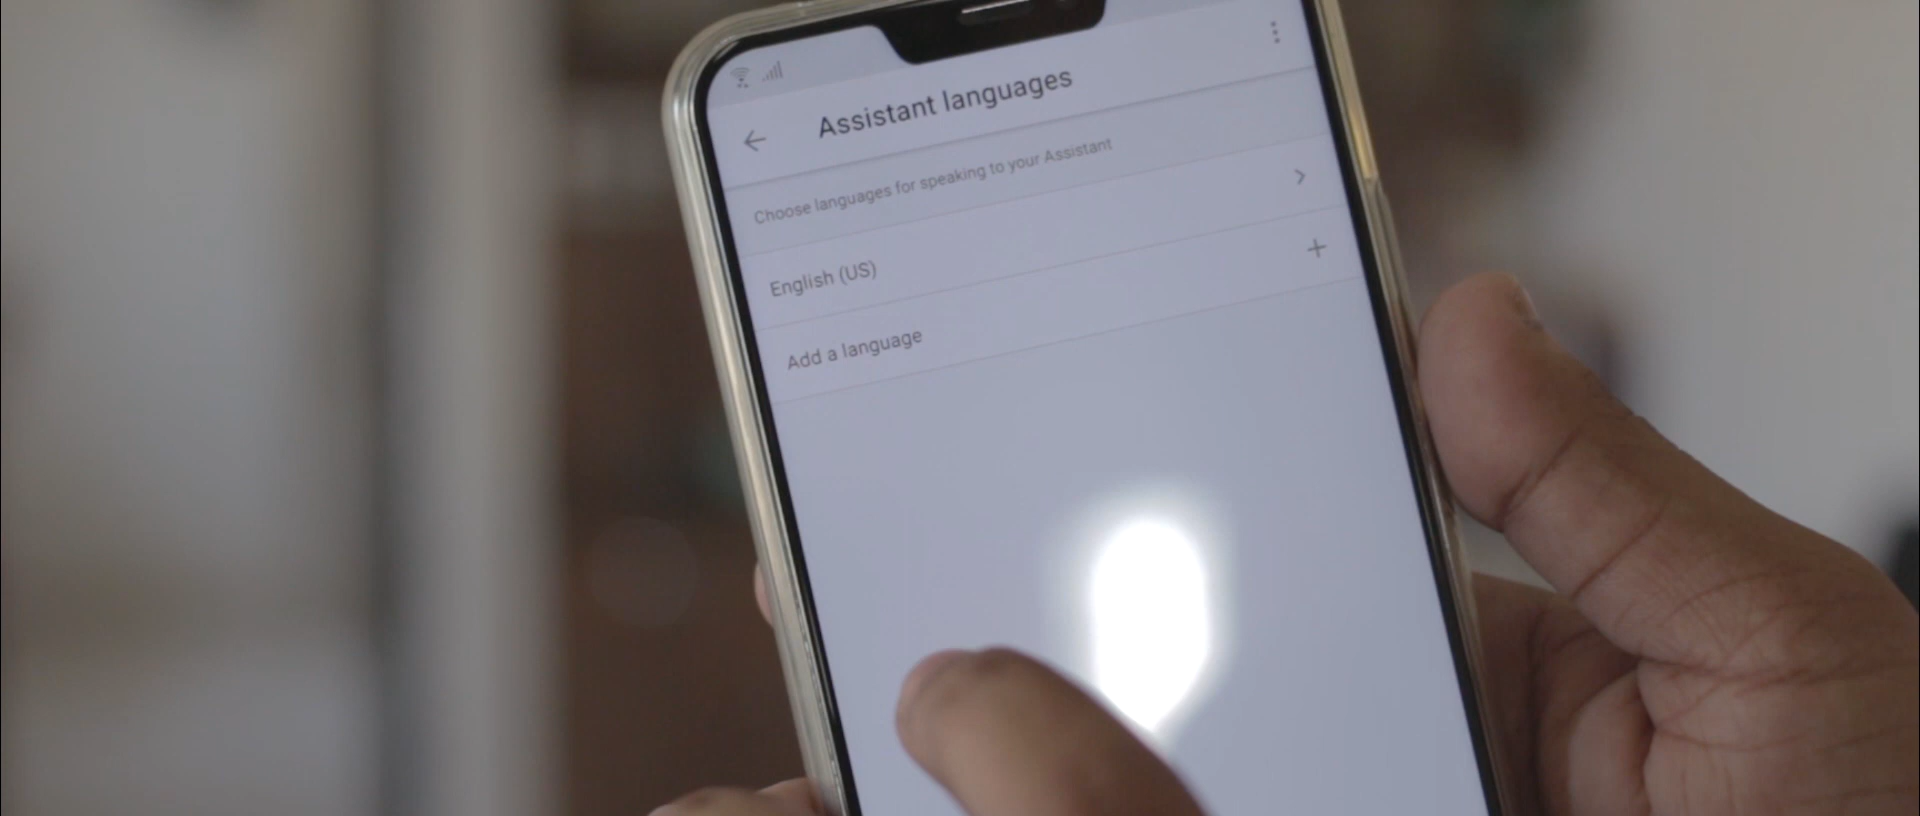 Assistant languages
Choose languages for speaking to your Assistant
English (US)
Add a language